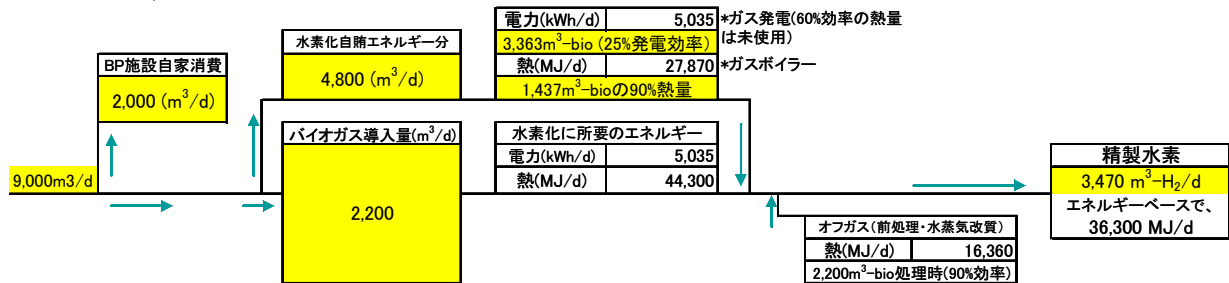 電力(kWh/d) 5,035 *ガス発電(60%効率の熱量
は未使用)
3,363m³-bio (25%発電効率)
熱(MJ/d) 27,870 *ガスボイラー
1,437m³-bioの90%熱量
水素化自賄エネルギー分
4,800 (m³/d)
BP施設自家消費
2,000 (m³/d)
9,000m3/d
バイオガス導入量(m³/d)
2,200
水素化に所要のエネルギー
電力(kWh/d) 5,035
熱(MJ/d) 44,300
オフガス(前処理・水蒸気改質)
熱(MJ/d) 16,360
2,200m³-bio処理時(90%効率)
精製水素
3,470 m³-H₂/d
エネルギーベースで、
36,300 MJ/d